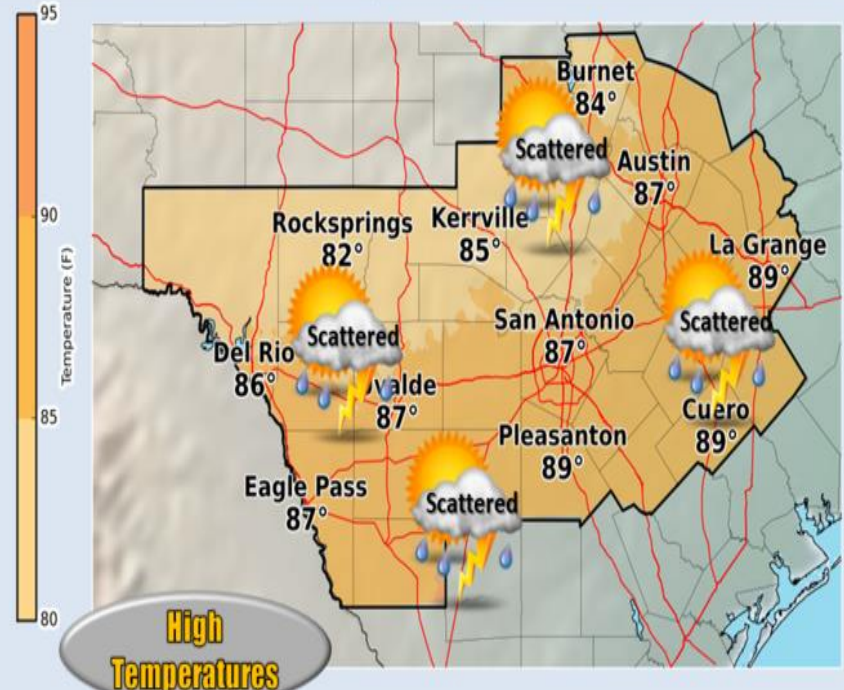 95
90
85
80
Temperature (F)
Burnet
84°
Scattered
Austin
87°
Rocksprings
82°
Kerrville
85°
La Grange
89°
Scattered
Scattered
San Antonio
87°
Del Rio
86°
valde
87°
Cuero
89°
Pleasanton
89°
Eagle Pass
87°
Scattered
High
Temperatures